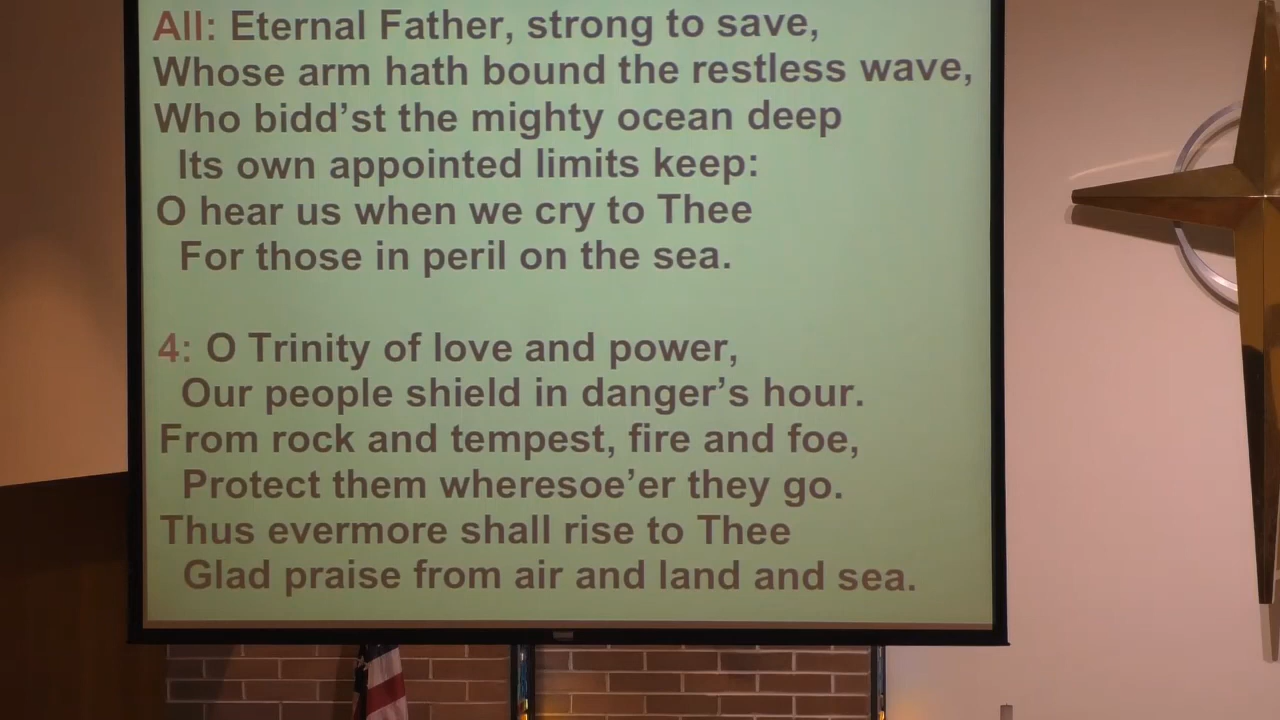 All: Eternal Father, strong to save,
Whose arm hath bound the restless wave,
Who bidd’st the mighty ocean deep
Its own appointed limits keep:
O hear us when we cry to Thee
For those in peril on the sea.
4: O Trinity of love and power,
Our people shield in danger’s hour.
From rock and tempest, fire and foe,
Protect them wheresoe’er they go.
Thus evermore shall rise to Thee
Glad praise from air and land and sea.